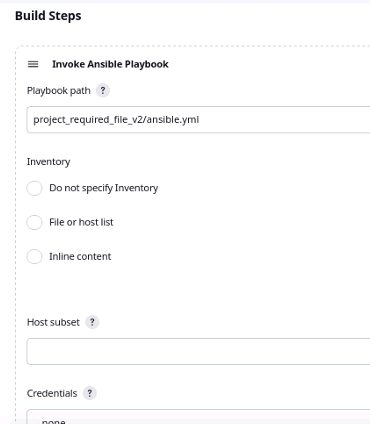 Build Steps
Invoke Ansible Playbook
Playbook path ?
project_required_file_v2/ansible.yml
Inventory
Do not specify Inventory
File or host list
Inline content
Host subset ?
Credentials ?
none